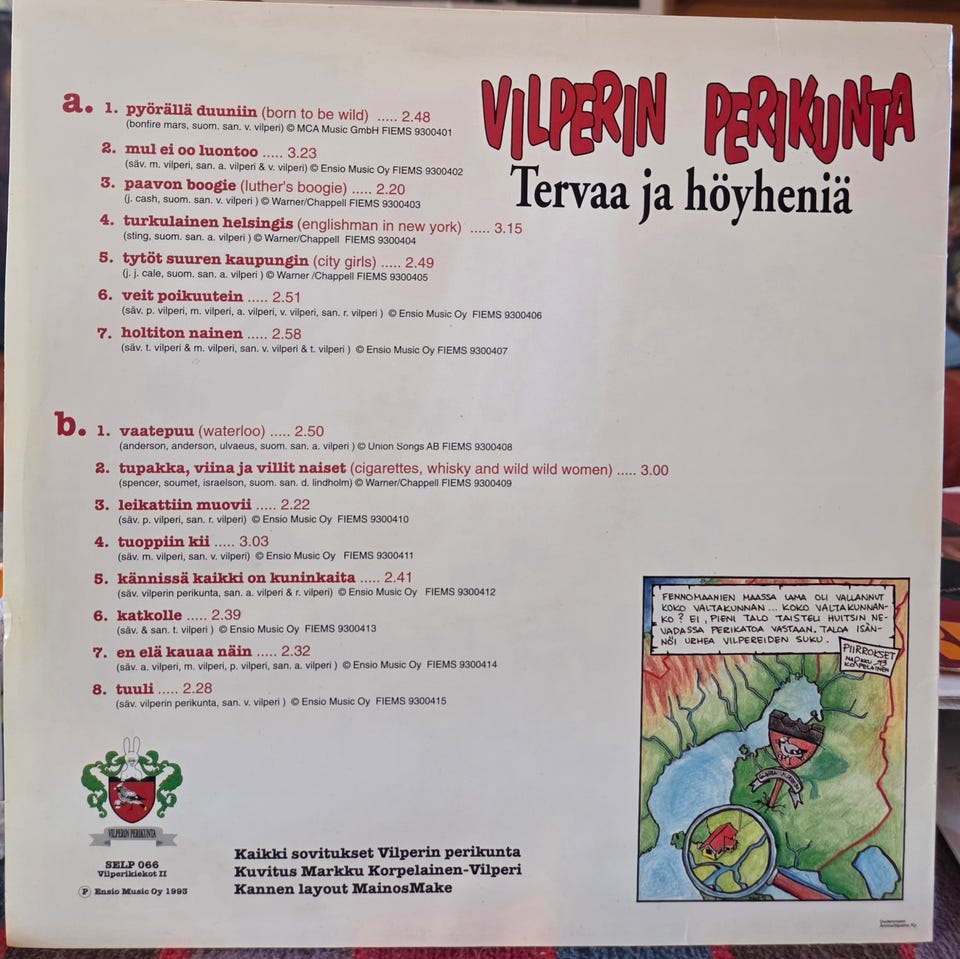 VILPERIN PERIKUNTA
Tervaa ja höyheniä
a. 1. pyörällä duuniin (born to be wild) ..... 2.48
(bonfire mars, suom. san. v. vilperi) © MCA Music GmbH FIEMS 9300401
2. mul ei oo luontoo ..... 3.23
(säv. m. vilperi, san. a. vilperi & v. vilperi) © Ensio Music Oy FIEMS 9300402
3. paavon boogie (luther's boogie) ..... 2.20
(j. cash, suom. san. v. vilperi ) © Warner/Chappell FIEMS 9300403
4. turkulainen helsingis (englishman in new york) ..... 3.15
(sting, suom. san. a. vilperi ) © Warner/Chappell FIEMS 9300404
5. tytöt suuren kaupungin (city girls) ..... 2.49
(j. j. cale, suom. san. a. vilperi ) © Warner /Chappell FIEMS 9300405
6. veit poikuutein ..... 2.51
(säv. p. vilperi, m. vilperi, a. vilperi, v. vilperi, san. r. vilperi ) © Ensio Music Oy FIEMS 9300406
7. holtiton nainen ..... 2.58
(säv. t. vilperi & m. vilperi, san. v. vilperi & t. vilperi ) © Ensio Music Oy FIEMS 9300407
b. 1. vaatepuu (waterloo) ..... 2.50
(anderson, anderson, ulvaeus, suom. san. a. vilperi ) © Union Songs AB FIEMS 9300408
2. tupakka, viina ja villit naiset (cigarettes, whisky and wild wild women) ..... 3.00
(spencer, soumet, israelson, suom. san. d. lindholm) © Warner/Chappell FIEMS 9300409
3. leikattiin muovii ..... 2.22
(säv. p. vilperi, san. r. vilperi) © Ensio Music Oy FIEMS 9300410
4. tuoppiin kii ..... 3.03
(säv. m. vilperi, san. v. vilperi) © Ensio Music Oy FIEMS 9300411
5. kännissä kaikki on kuninkaita ..... 2.41
(säv. vilperin perikunta, san. a. vilperi & r. vilperi) © Ensio Music Oy FIEMS 9300412
6. katkolle ..... 2.39
(säv. & san. t. vilperi ) © Ensio Music Oy FIEMS 9300413
7. en elä kauaa näin ..... 2.32
(säv. a. vilperi, m. vilperi, p. vilperi, san. a. vilperi ) © Ensio Music Oy FIEMS 9300414
8. tuuli ..... 2.28
(säv. vilperin perikunta, san. v. vilperi ) © Ensio Music Oy FIEMS 9300415
FENNOMAANIEN MAASSA LAMA OLI VALLANNUT
KOKO VALTAKUNNAN... KOKO VALTAKUNNAN-
KO? EI, PIENI TALO TAISTELI HUITSIN NE-
VADASSA PERIKATOA VASTAAN. TALOA ISÄN-
NÖI URHEA VILPEREIDEN SUKU.
PIIRROKSET
VILPERIN PERIKUNTA
SELP 066
Vilperikiekot II
℗ Ensio Music Oy 1993
Kaikki sovitukset Vilperin perikunta
Kuvitus Markku Korpelainen-Vilperi
Kannen layout MainosMake